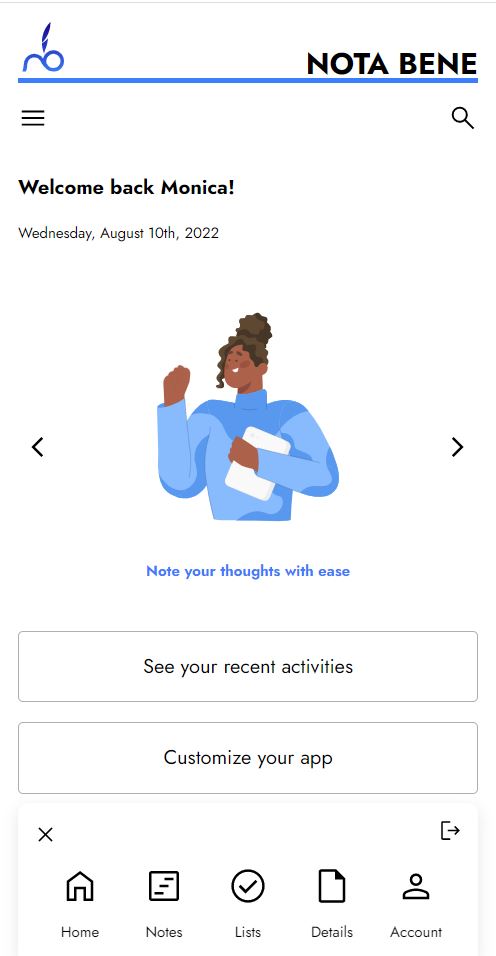 NOTA BENE
Welcome back Monica!
Wednesday, August 10th, 2022
Note your thoughts with ease
See your recent activities
Customize your app
Home Notes Lists Details Account